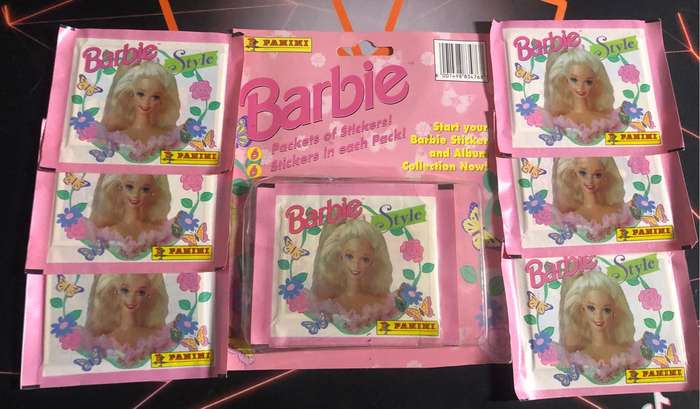 Barbie
Style
PANINI
PANINI
PANINI
PANINI
Barbie
6 Packets of Stickers!
6 Stickers in each Pack!
Start your
Barbie Sticker
and Album
Collection Now!
Barbie
Style
PANINI
Barbie
Style
PANINI
PANINI
Barbie
Style
PANINI